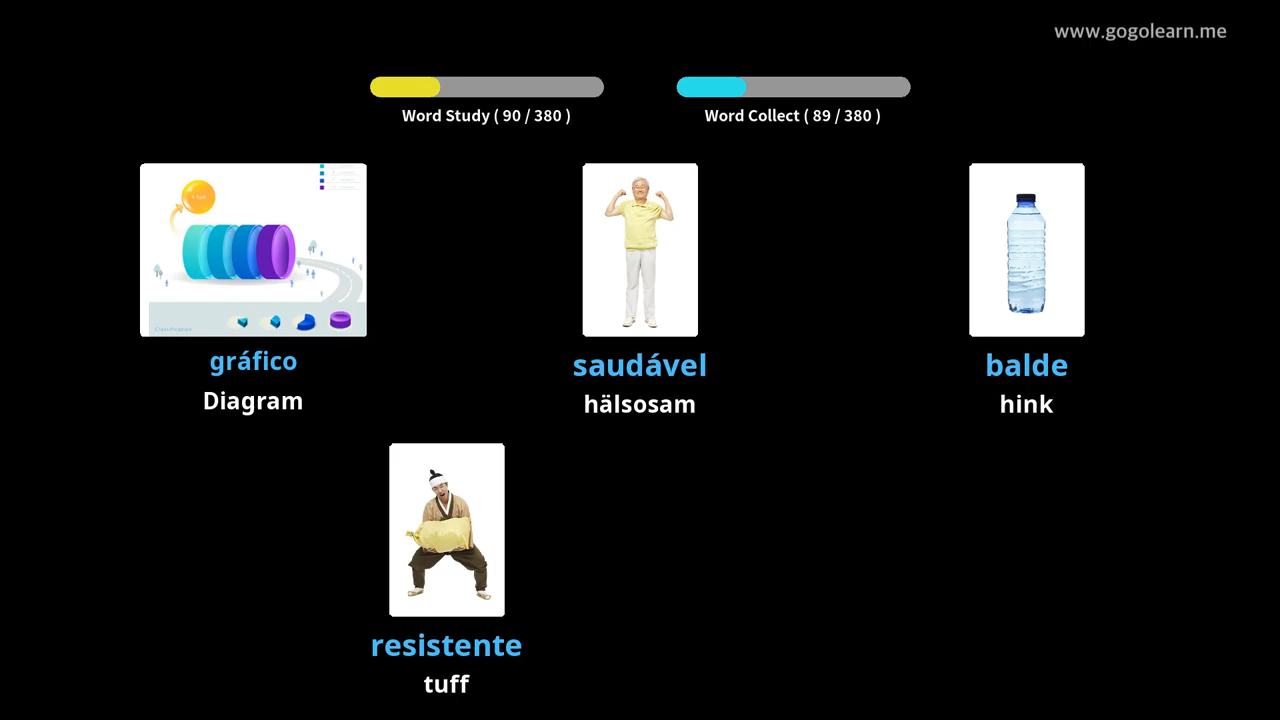 www.gogolearn.me
Word Study ( 90 / 380 )
Word Collect ( 89 / 380 )
Classification
gráfico
Diagram
saudável
hälsosam
balde
hink
resistente
tuff